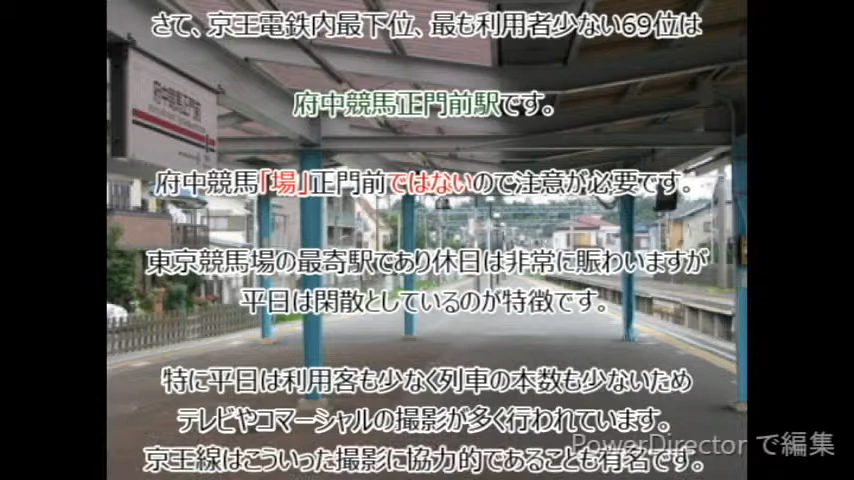 さて、京王電鉄内最下位、最も利用者少ない69位は
府中競馬正門前駅です。
府中競馬正門前
府中競馬「場」正門前ではないので注意が必要です。
東京競馬場の最寄駅であり休日は非常に賑わいますが
平日は閑散としているのが特徴です。
特に平日は利用客も少なく列車の本数も少ないため
テレビやコマーシャルの撮影が多く行われています。
京王線はこういった撮影に協力的であることも有名です。
PowerDirector で編集